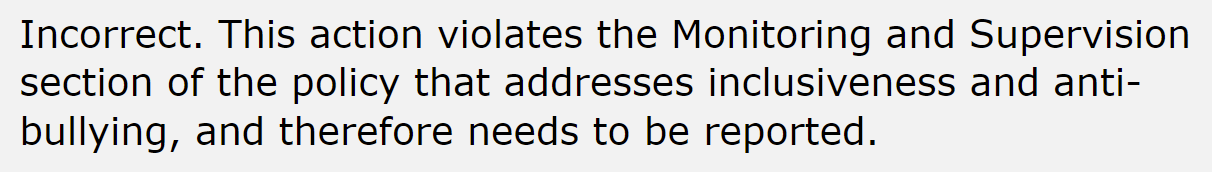 Incorrect. This action violates the Monitoring and Supervision
section of the policy that addresses inclusiveness and anti-
bullying, and therefore needs to be reported.